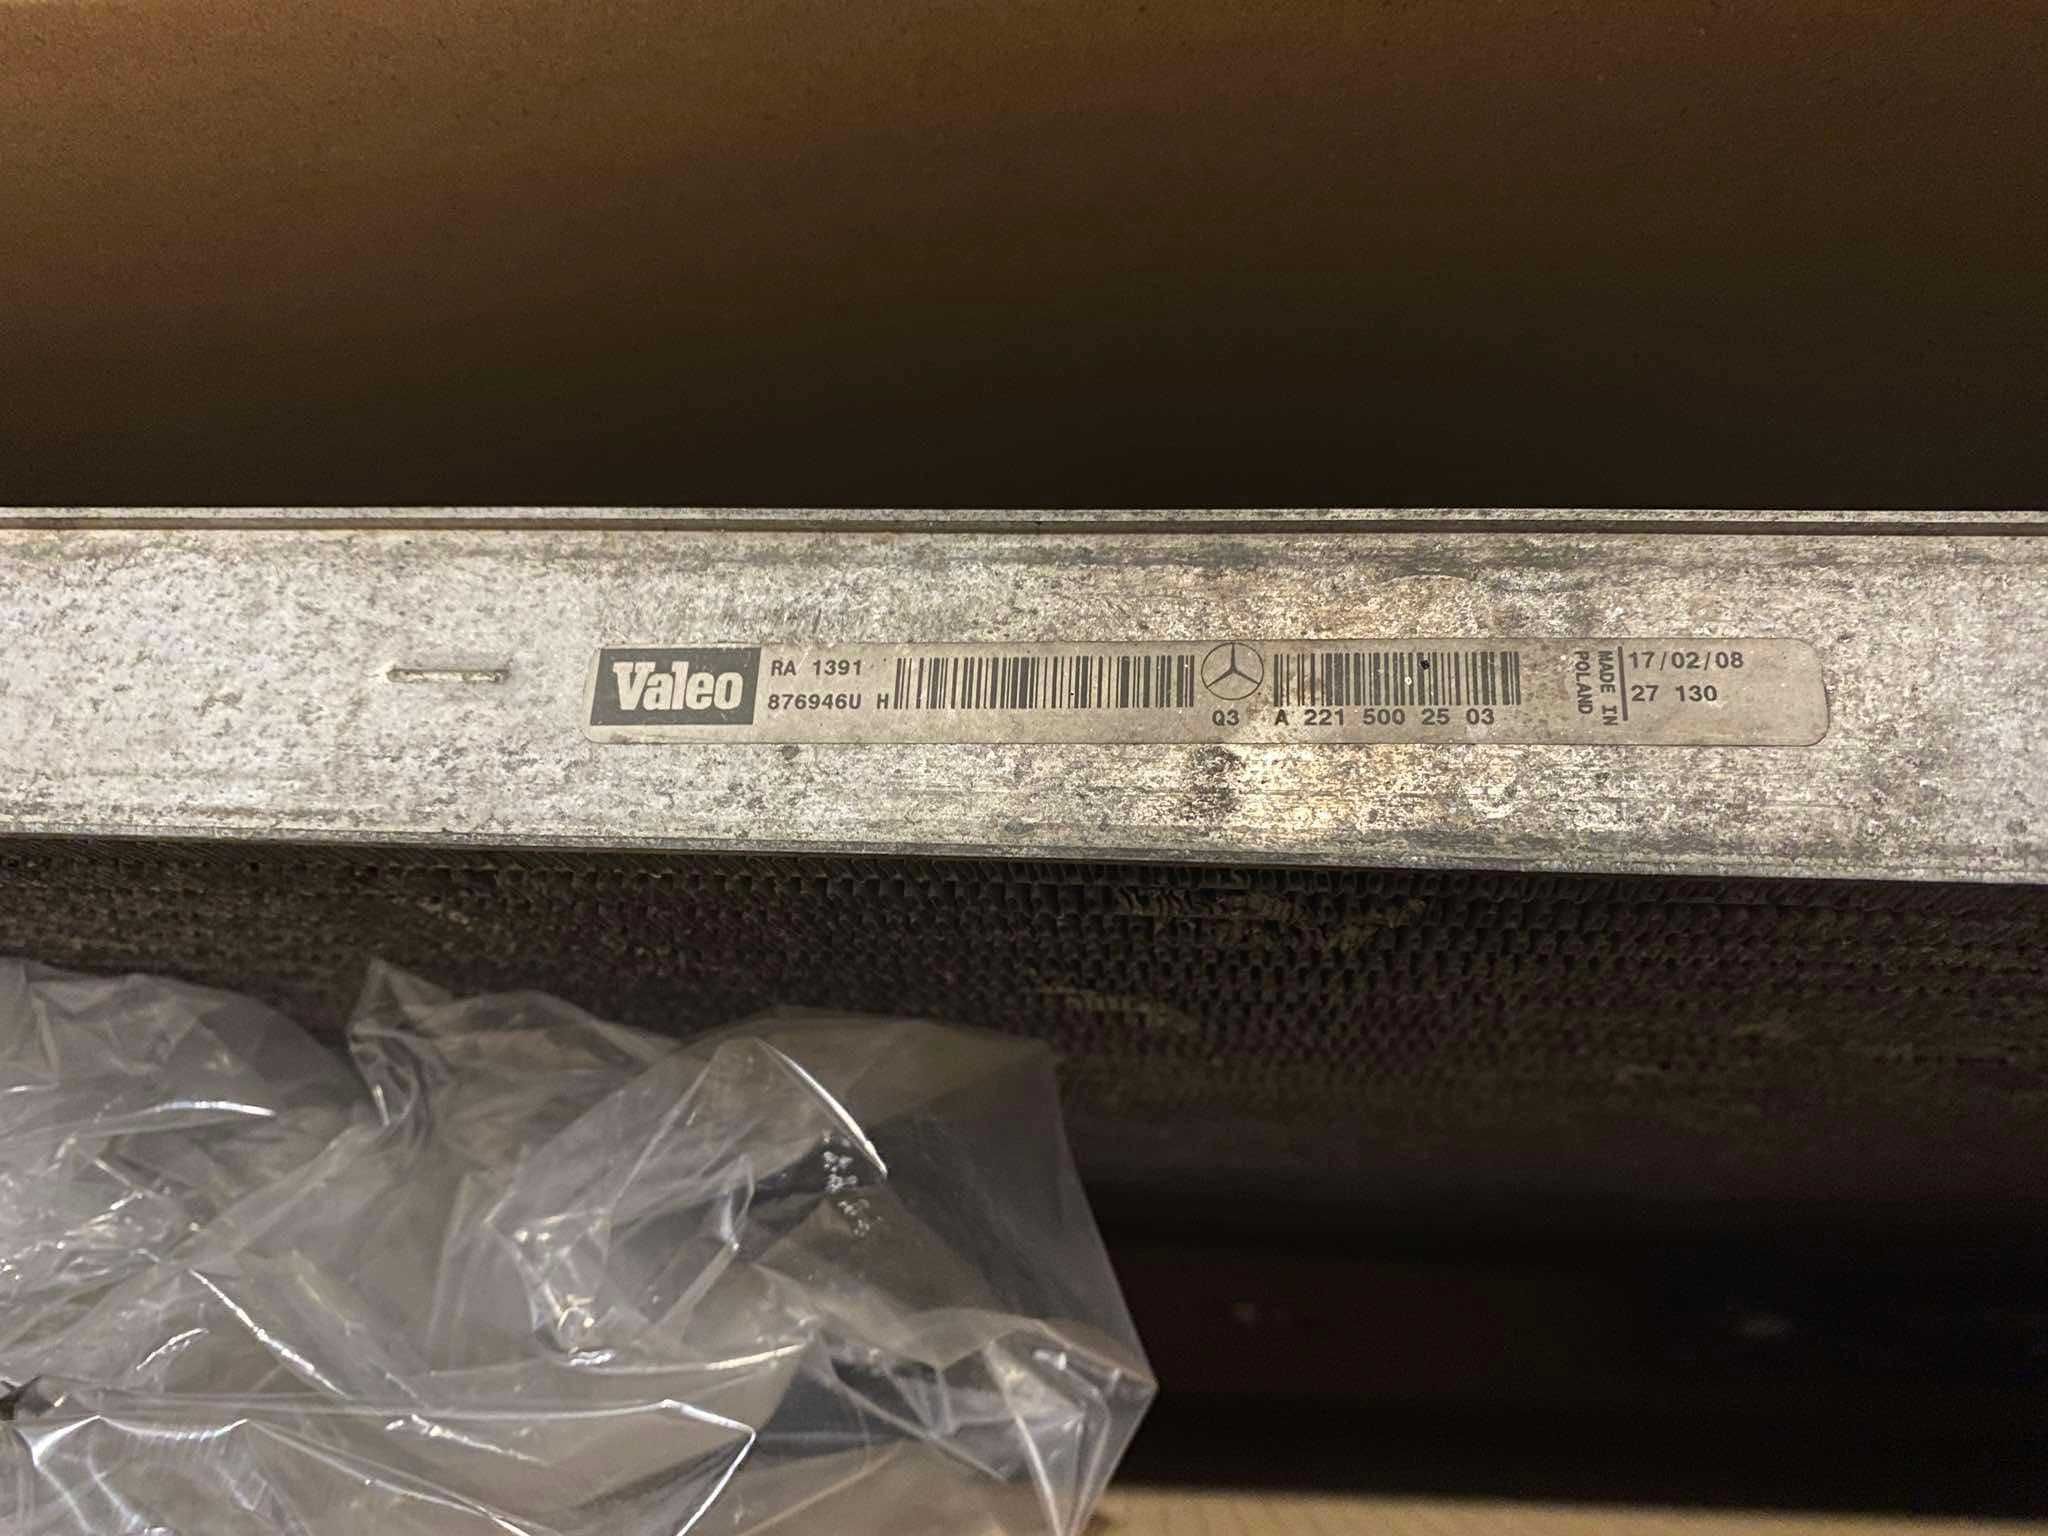 Valeo
RA 1391
876946U H
Q3 A 221 500 25 03
MADE IN
POLAND
17/02/08
27 130